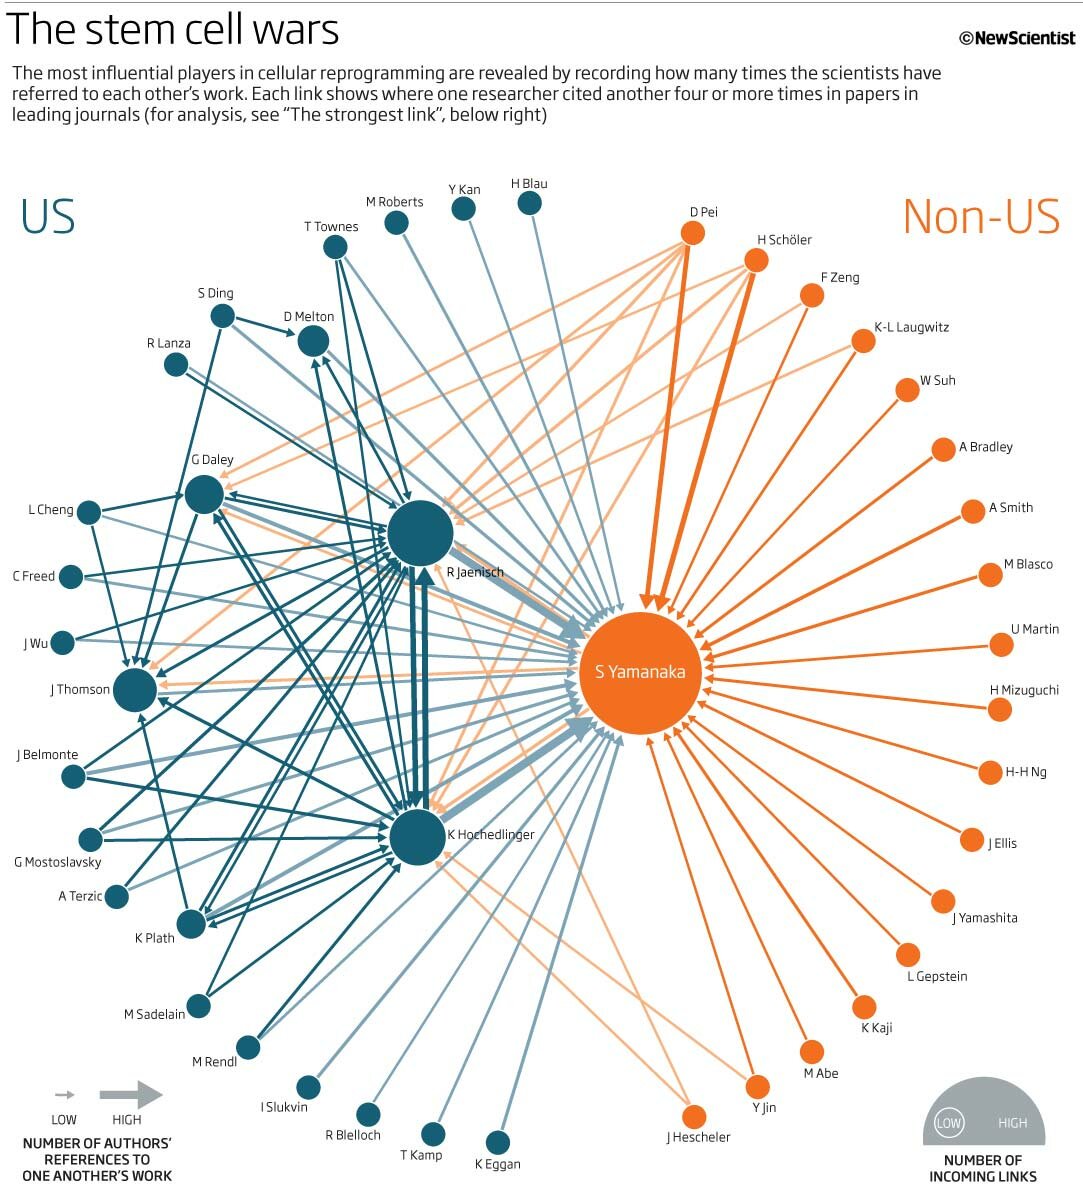 The stem cell wars
©NewScientist
The most influential players in cellular reprogramming are revealed by recording how many times the scientists have
referred to each other's work. Each link shows where one researcher cited another four or more times in papers in
leading journals (for analysis, see “The strongest link”, below right)
US
Non-US
H Blau
Y Kan
M Roberts
T Townes
D Pei
H Schöler
F Zeng
S Ding
D Melton
K-L Laugwitz
R Lanza
W Suh
A Bradley
G Daley
L Cheng
A Smith
R Jaenisch
M Blasco
C Freed
U Martin
J Wu
S Yamanaka
J Thomson
H Mizuguchi
J Belmonte
H-H Ng
K Hochedlinger
J Ellis
G Mostoslavsky
A Terzic
J Yamashita
K Plath
L Gepstein
M Sadelain
K Kaji
M Rendl
M Abe
I Slukvin
Y Jin
R Blelloch
J Hescheler
T Kamp
K Eggan
LOW
HIGH
NUMBER OF AUTHORS'
REFERENCES TO
ONE ANOTHER'S WORK
LOW
HIGH
NUMBER OF
INCOMING LINKS